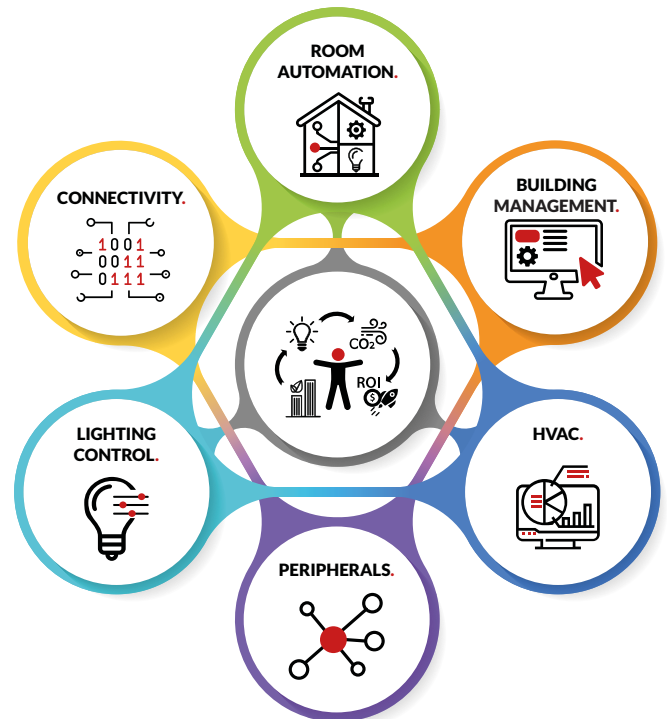 ROOM
AUTOMATION.
CONNECTIVITY.
1001
0011
0111
BUILDING
MANAGEMENT.
CO₂
ROI
$
LIGHTING
CONTROL.
HVAC.
PERIPHERALS.